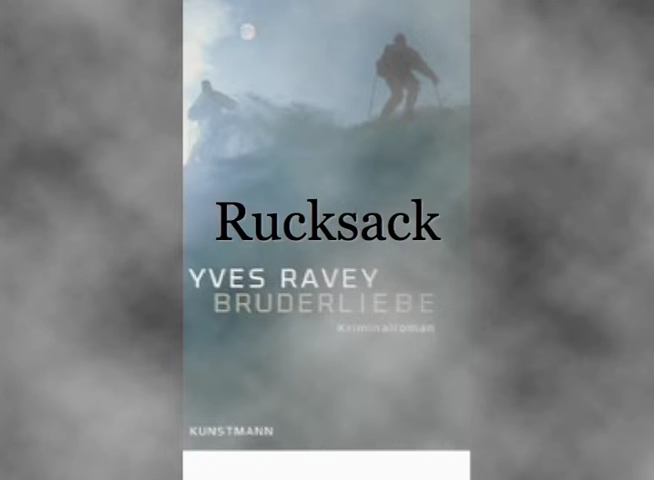 Rucksack
YVES RAVEY
BRUDERLIEBE
Kriminalroman
KUNSTMANN